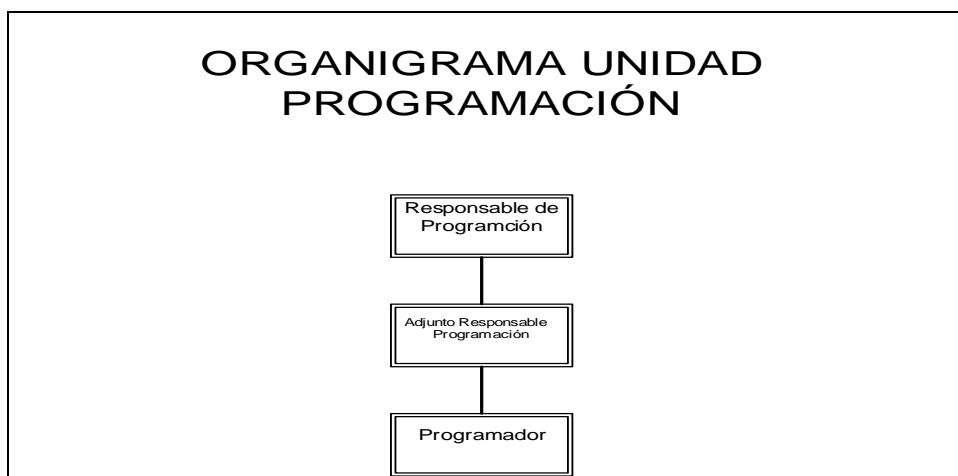 ORGANIGRAMA UNIDAD
PROGRAMACIÓN
Responsable de
Programción
Adjunto Responsable
Programación
Programador